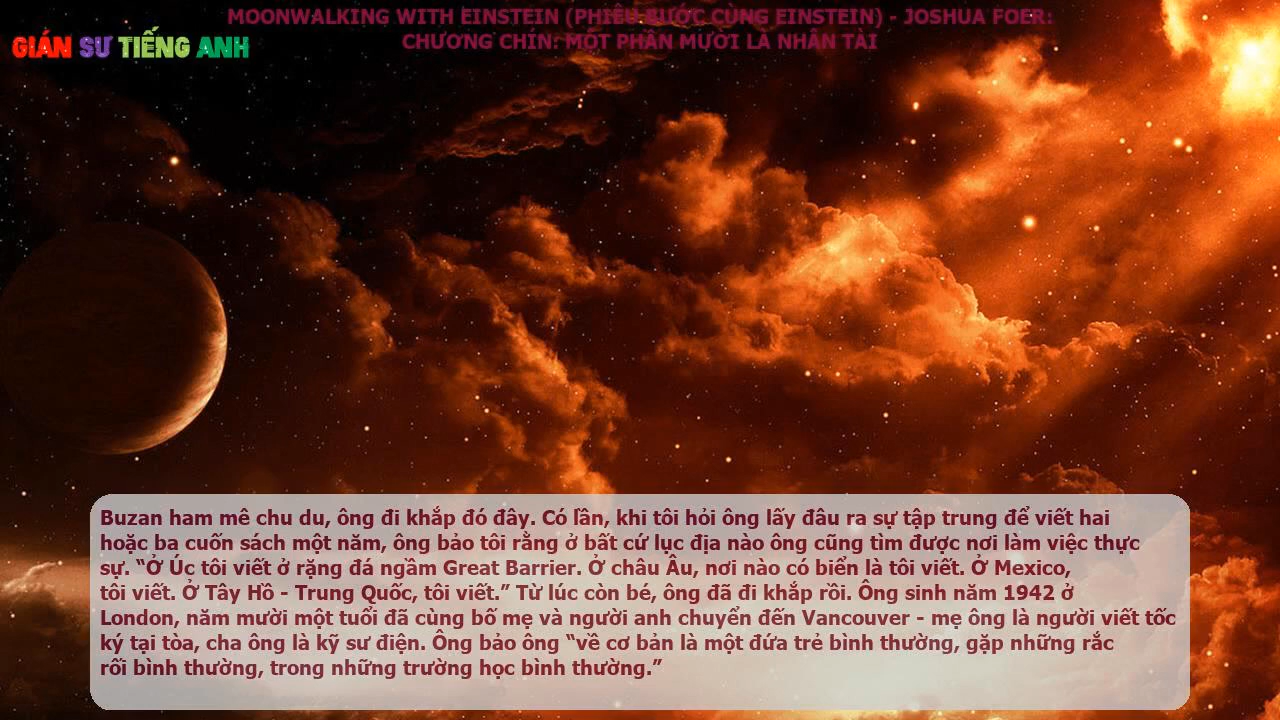 MOONWALKING WITH EINSTEIN (PHIÊU BƯỚC CÙNG EINSTEIN) - JOSHUA FOER:
CHƯƠNG CHÍN: MỘT PHẦN MƯỜI LÀ NHÂN TÀI
GIÁN SƯ TIẾNG ANH
Buzan ham mê chu du, ông đi khắp đó đây. Có lần, khi tôi hỏi ông lấy đâu ra sự tập trung để viết hai
hoặc ba cuốn sách một năm, ông bảo tôi rằng ở bất cứ lục địa nào ông cũng tìm được nơi làm việc thực
sự. “Ở Úc tôi viết ở rặng đá ngầm Great Barrier. Ở châu Âu, nơi nào có biển là tôi viết. Ở Mexico,
tôi viết. Ở Tây Hồ - Trung Quốc, tôi viết.” Từ lúc còn bé, ông đã đi khắp rồi. Ông sinh năm 1942 ở
London, năm mười một tuổi đã cùng bố mẹ và người anh chuyển đến Vancouver - mẹ ông là người viết tốc
ký tại tòa, cha ông là kỹ sư điện. Ông bảo ông “về cơ bản là một đứa trẻ bình thường, gặp những rắc
rối bình thường, trong những trường học bình thường.”